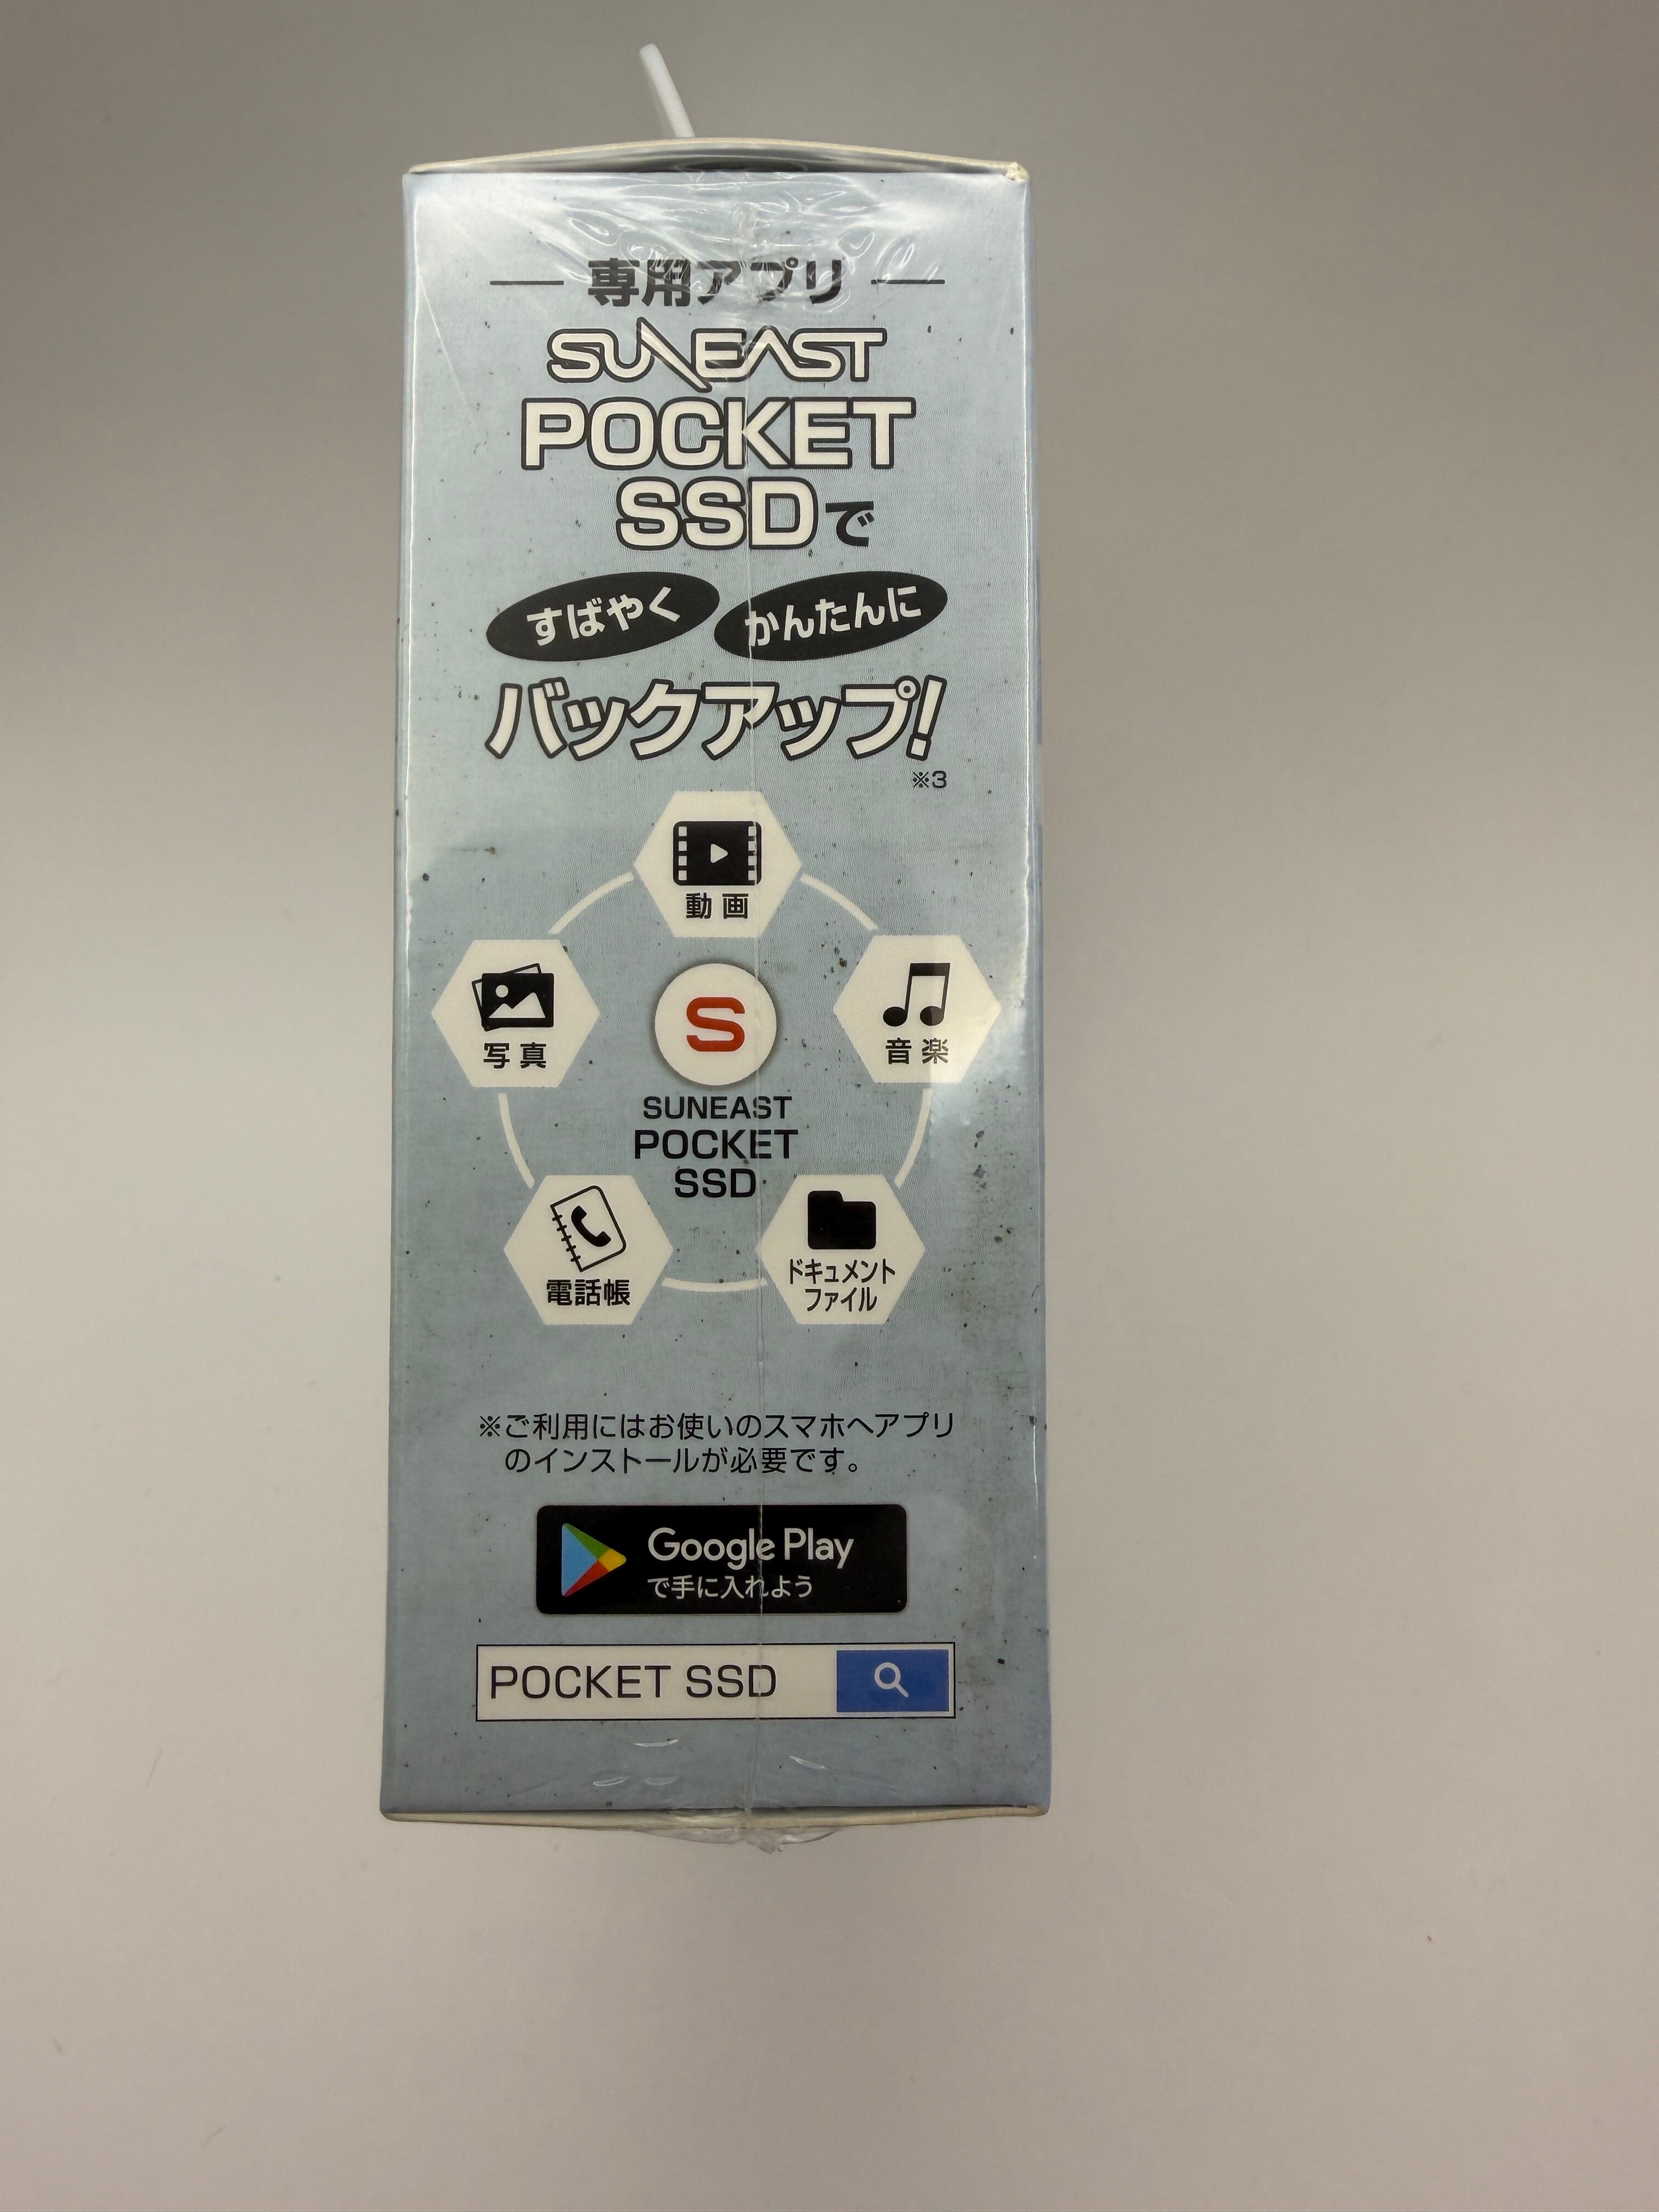 専用アプリ
SUNEAST
POCKET
SSDで
すばやく かんたんに
バックアップ!
※3
動画
写真
音楽
S
SUNEAST
POCKET
SSD
電話帳
ドキュメント
ファイル
※ご利用にはお使いのスマホへアプリ
のインストールが必要です。
Google Play
で手に入れよう
POCKET SSD